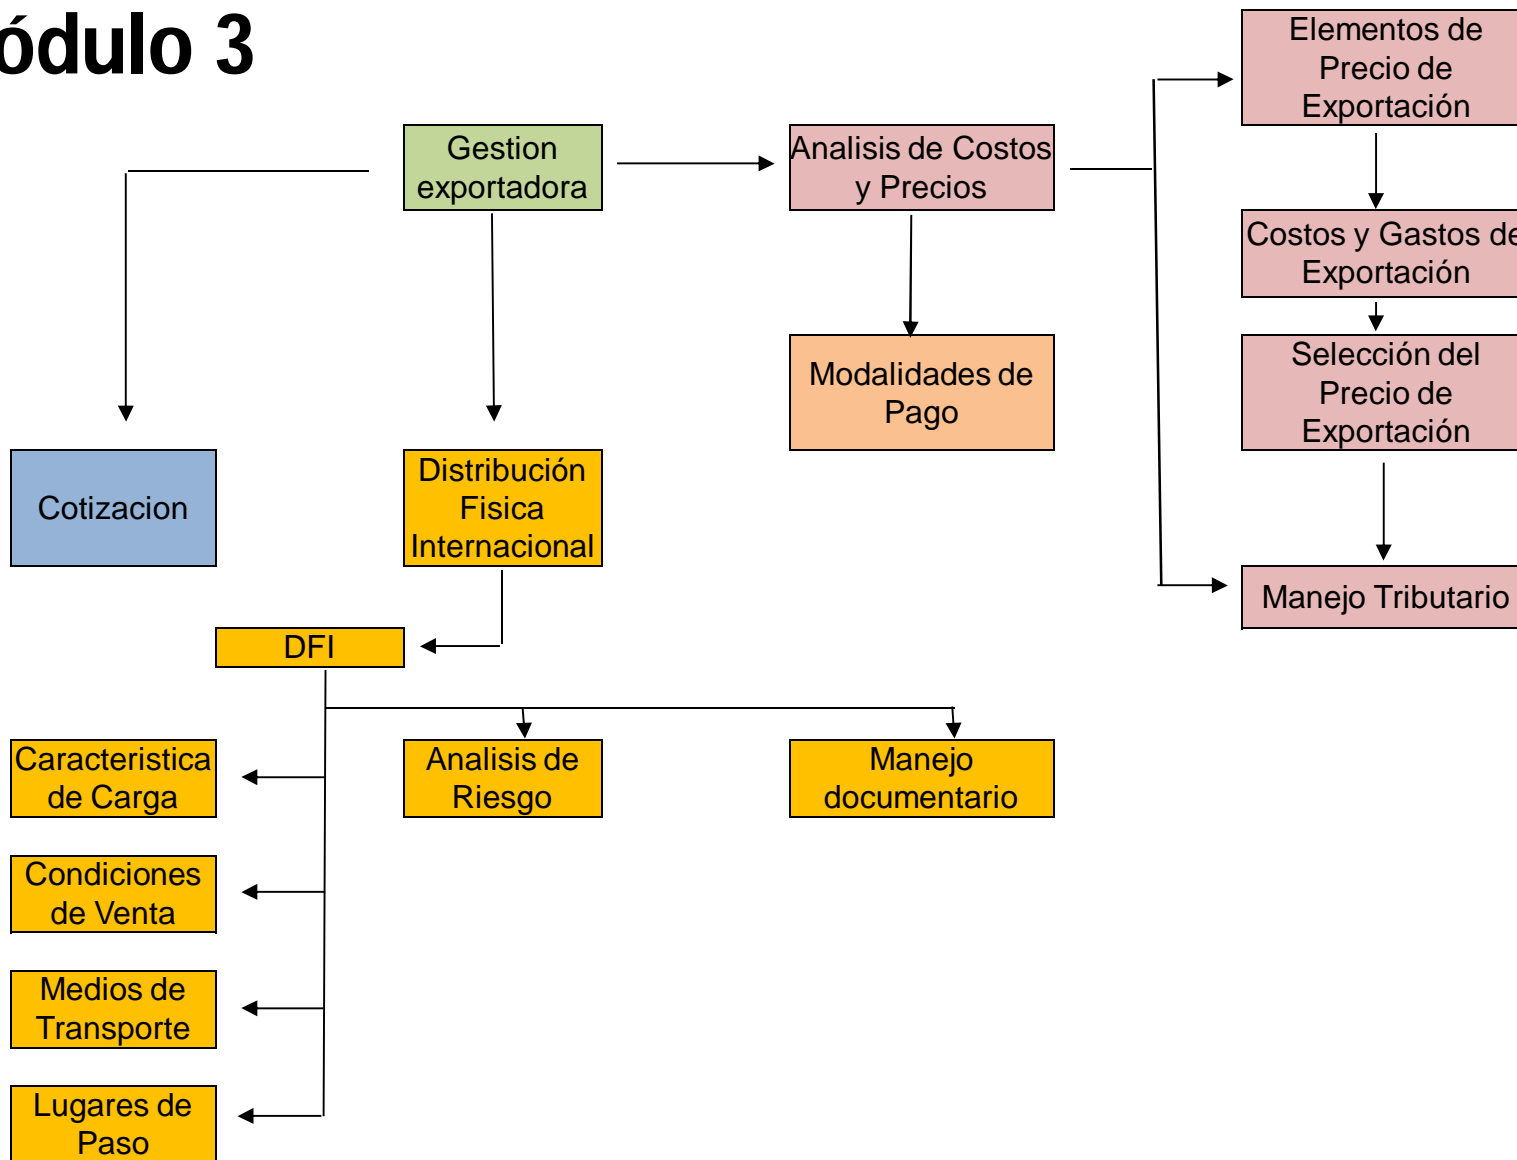 ódulo 3
Elementos de
Precio de
Exportación
Gestion
exportadora
Analisis de Costos
y Precios
Costos y Gastos de
Exportación
Modalidades de
Pago
Selección del
Precio de
Exportación
Cotizacion
Distribución
Fisica
Internacional
Manejo Tributario
DFI
Caracteristica
de Carga
Analisis de
Riesgo
Manejo
documentario
Condiciones
de Venta
Medios de
Transporte
Lugares de
Paso